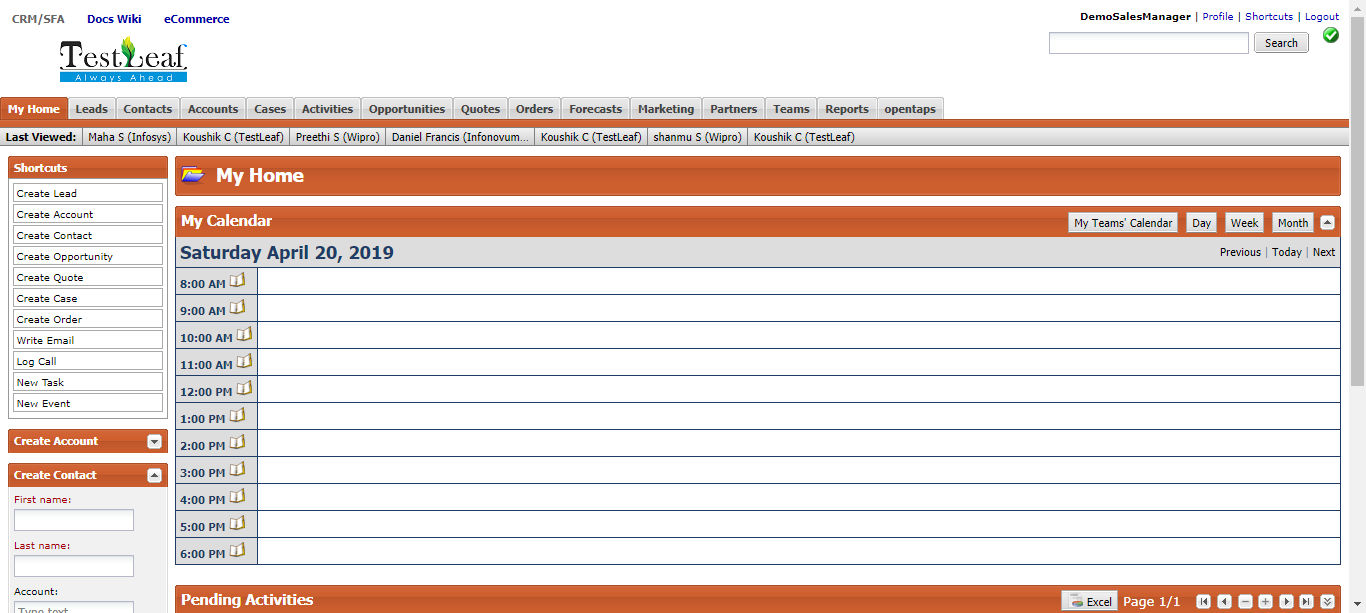 CRM/SFA Docs Wiki eCommerce
DemoSalesManager | Profile | Shortcuts | Logout
Search
TestLeaf
Always Ahead
My Home Leads Contacts Accounts Cases Activities Opportunities Quotes Orders Forecasts Marketing Partners Teams Reports opentaps
Last Viewed: Maha S (Infosys) Koushik C (TestLeaf) Preethi S (Wipro) Daniel Francis (Infonovum... Koushik C (TestLeaf) shanmu S (Wipro) Koushik C (TestLeaf)
Shortcuts
Create Lead
Create Account
Create Contact
Create Opportunity
Create Quote
Create Case
Create Order
Write Email
Log Call
New Task
New Event
Create Account
Create Contact
First name:
Last name:
Account:
Type text
My Home
My Calendar My Teams' Calendar Day Week Month
Saturday April 20, 2019 Previous | Today | Next
8:00 AM
9:00 AM
10:00 AM
11:00 AM
12:00 PM
1:00 PM
2:00 PM
3:00 PM
4:00 PM
5:00 PM
6:00 PM
Pending Activities Excel Page 1/1